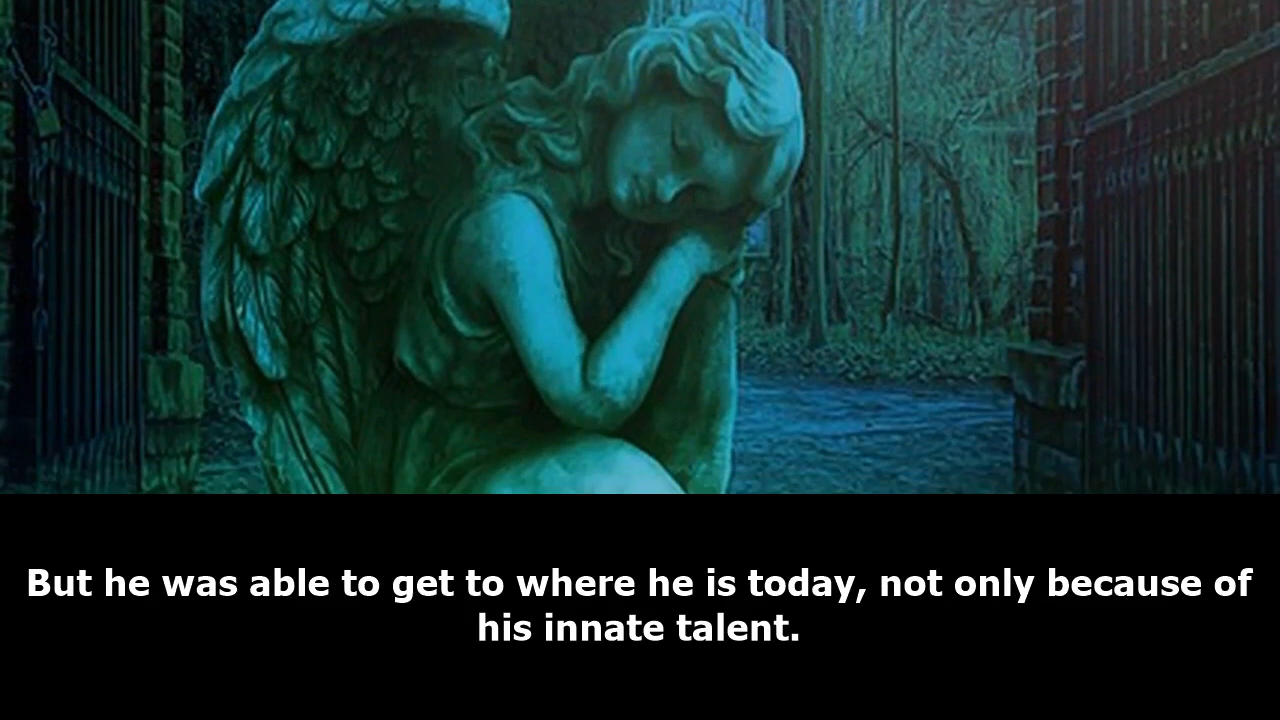 But he was able to get to where he is today, not only because of
his innate talent.